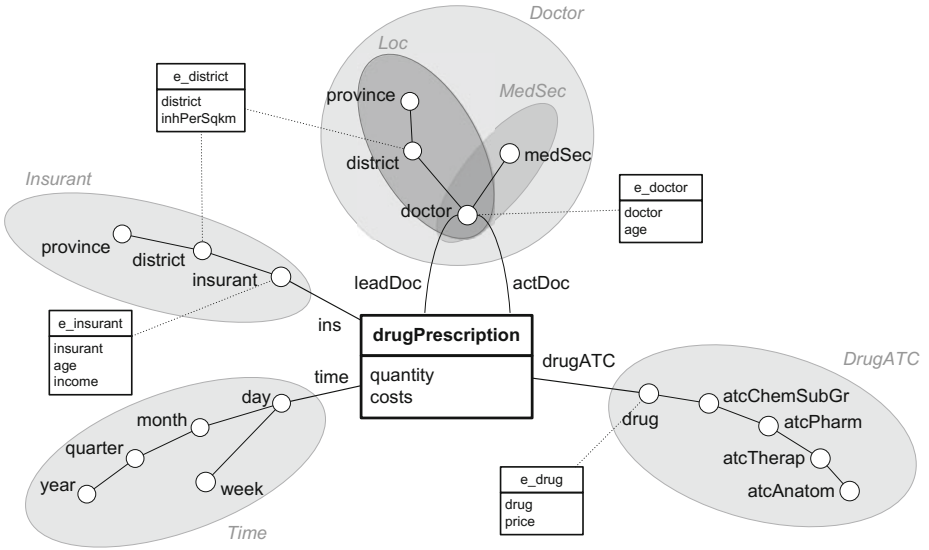 Doctor
Loc
e_district
district
inhPerSqkm
province
MedSec
district
medSec
doctor
e_doctor
doctor
age
Insurant
province
district
insurant
leadDoc
actDoc
e_insurant
insurant
age
income
ins
drugPrescription
quantity
costs
time
drugATC
DrugATC
day
month
quarter
year
week
Time
drug
atcChemSubGr
atcPharm
atcTherap
atcAnatom
e_drug
drug
price